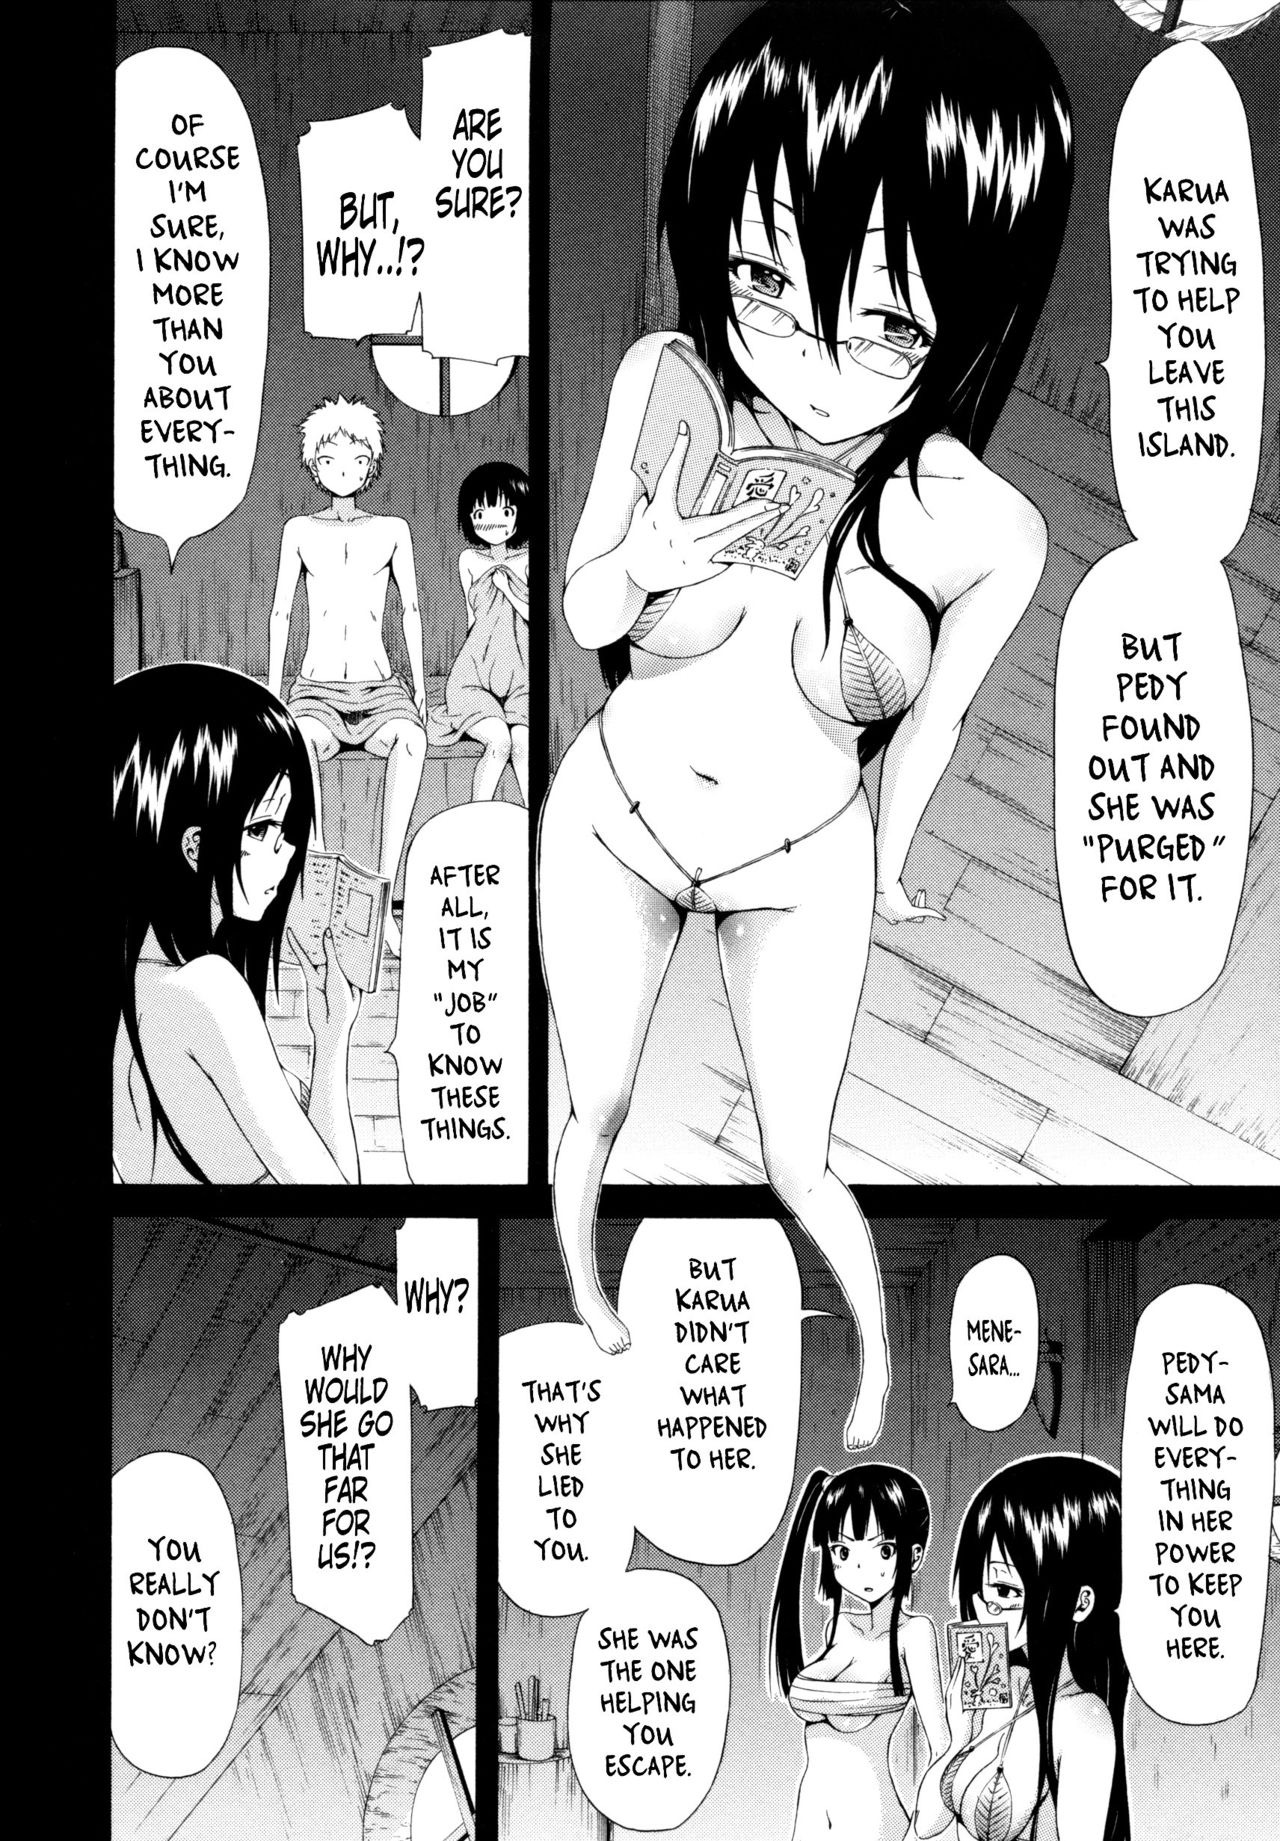 KARUA
WAS
TRYING
TO HELP
YOU
LEAVE
THIS
ISLAND.
BUT
PEDY
FOUND
OUT AND
SHE WAS
"PURGED"
FOR IT.
ARE
YOU
SURE?
BUT,
WHY..!?
OF
COURSE
I'M
SURE,
I KNOW
MORE
THAN
YOU
ABOUT
EVERY-
THING.
AFTER
ALL,
IT IS
MY
"JOB"
TO
KNOW
THESE
THINGS.
愛
PEDY-
SAMA
WILL DO
EVERY-
THING
IN HER
POWER
TO KEEP
YOU
HERE.
MENE-
SARA...
BUT
KARUA
DIDN'T
CARE
WHAT
HAPPENED
TO HER.
THAT'S
WHY
SHE
LIED
TO
YOU.
SHE WAS
THE ONE
HELPING
YOU
ESCAPE.
愛
WHY?
WHY
WOULD
SHE GO
THAT
FAR
FOR
US!?
YOU
REALLY
DON'T
KNOW?